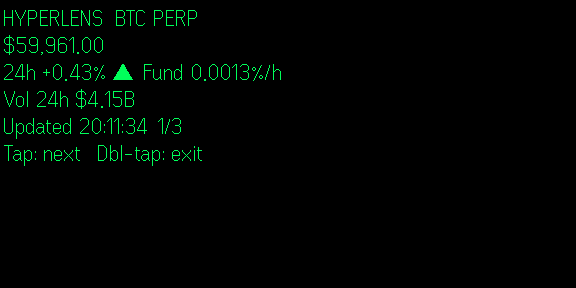 HYPERLENS BTC PERP
$59,961.00
24h +0.43% ▲ Fund 0.0013%/h
Vol 24h $4.15B
Updated 20:11:34 1/3
Tap: next Dbl-tap: exit